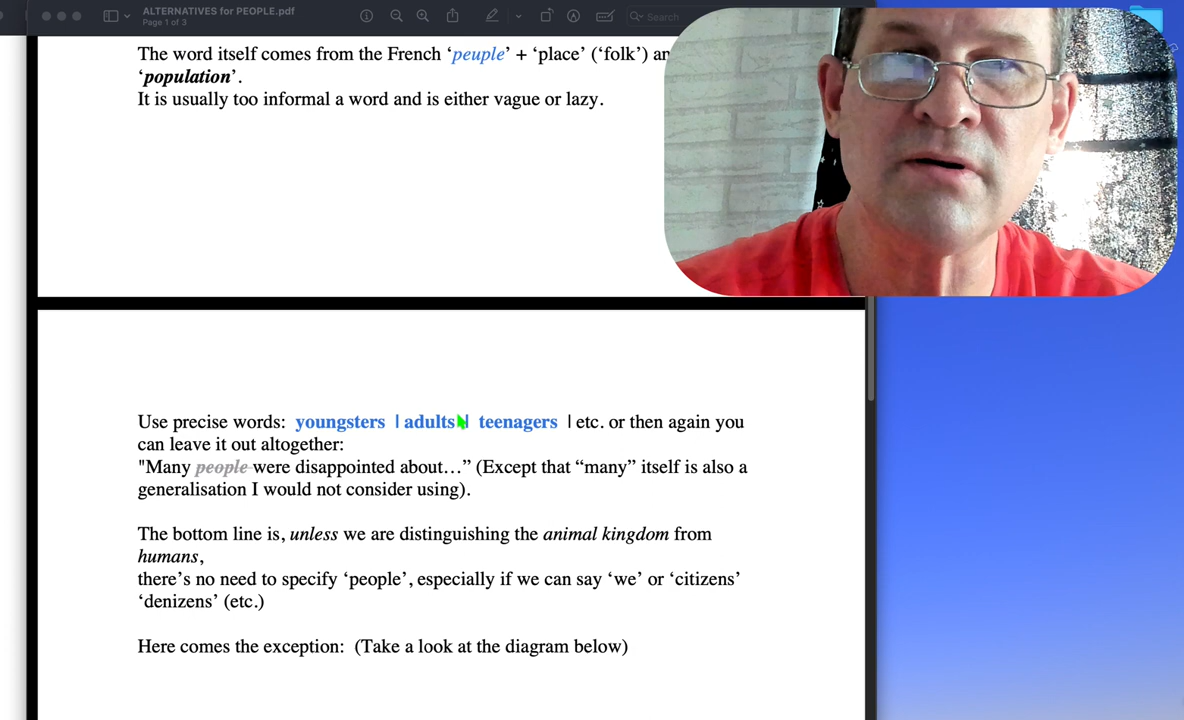 ALTERNATIVES for PEOPLE.pdf
Page 1 of 3
Search
The word itself comes from the French ‘peuple’ + ‘place’ (‘folk’) an
‘population’.
It is usually too informal a word and is either vague or lazy.
Use precise words: youngsters | adults | teenagers | etc. or then again you
can leave it out altogether:
"Many people were disappointed about…” (Except that “many” itself is also a
generalisation I would not consider using).
The bottom line is, unless we are distinguishing the animal kingdom from
humans,
there’s no need to specify ‘people’, especially if we can say ‘we’ or ‘citizens’
‘denizens’ (etc.)
Here comes the exception: (Take a look at the diagram below)